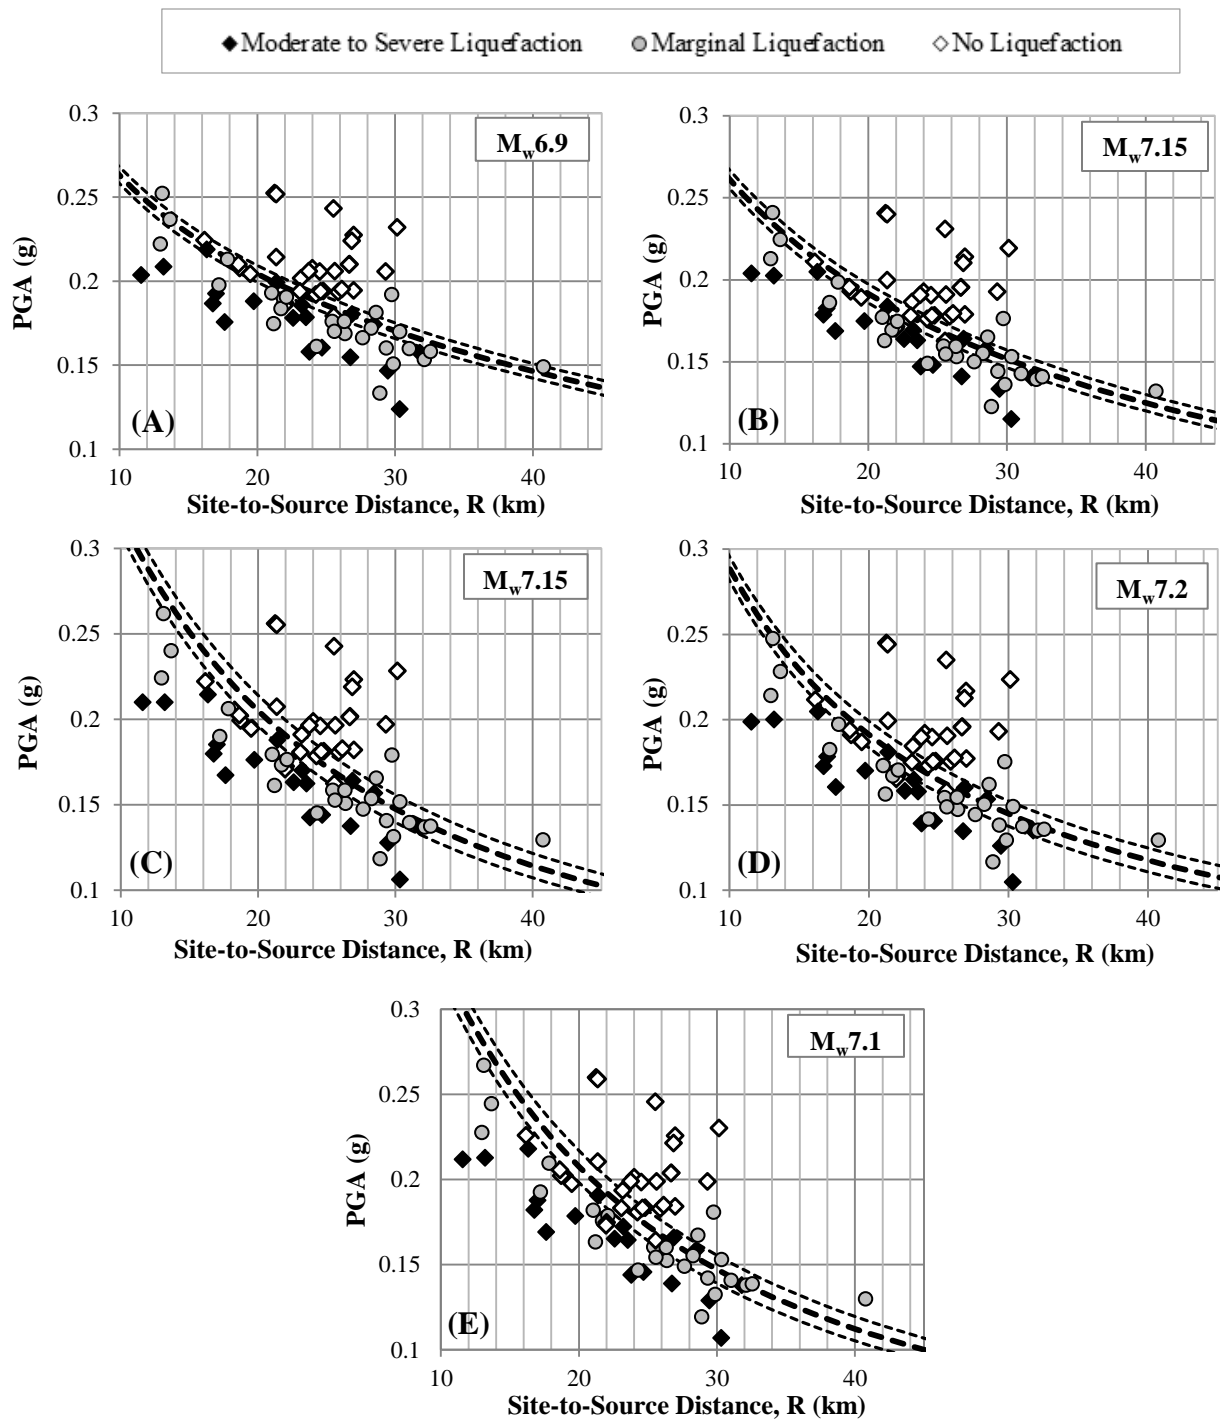 Moderate to Severe Liquefaction Marginal Liquefaction No Liquefaction
0.3
0.25
0.2
0.15
0.1
PGA (g)
M_w6.9
(A)
10 20 30 40
Site-to-Source Distance, R (km)
0.3
0.25
0.2
0.15
0.1
PGA (g)
M_w7.15
(B)
10 20 30 40
Site-to-Source Distance, R (km)
0.3
0.25
0.2
0.15
0.1
PGA (g)
M_w7.15
(C)
10 20 30 40
Site-to-Source Distance, R (km)
0.3
0.25
0.2
0.15
0.1
PGA (g)
M_w7.2
(D)
10 20 30 40
Site-to-Source Distance, R (km)
0.3
0.25
0.2
0.15
0.1
PGA (g)
M_w7.1
(E)
10 20 30 40
Site-to-Source Distance, R (km)